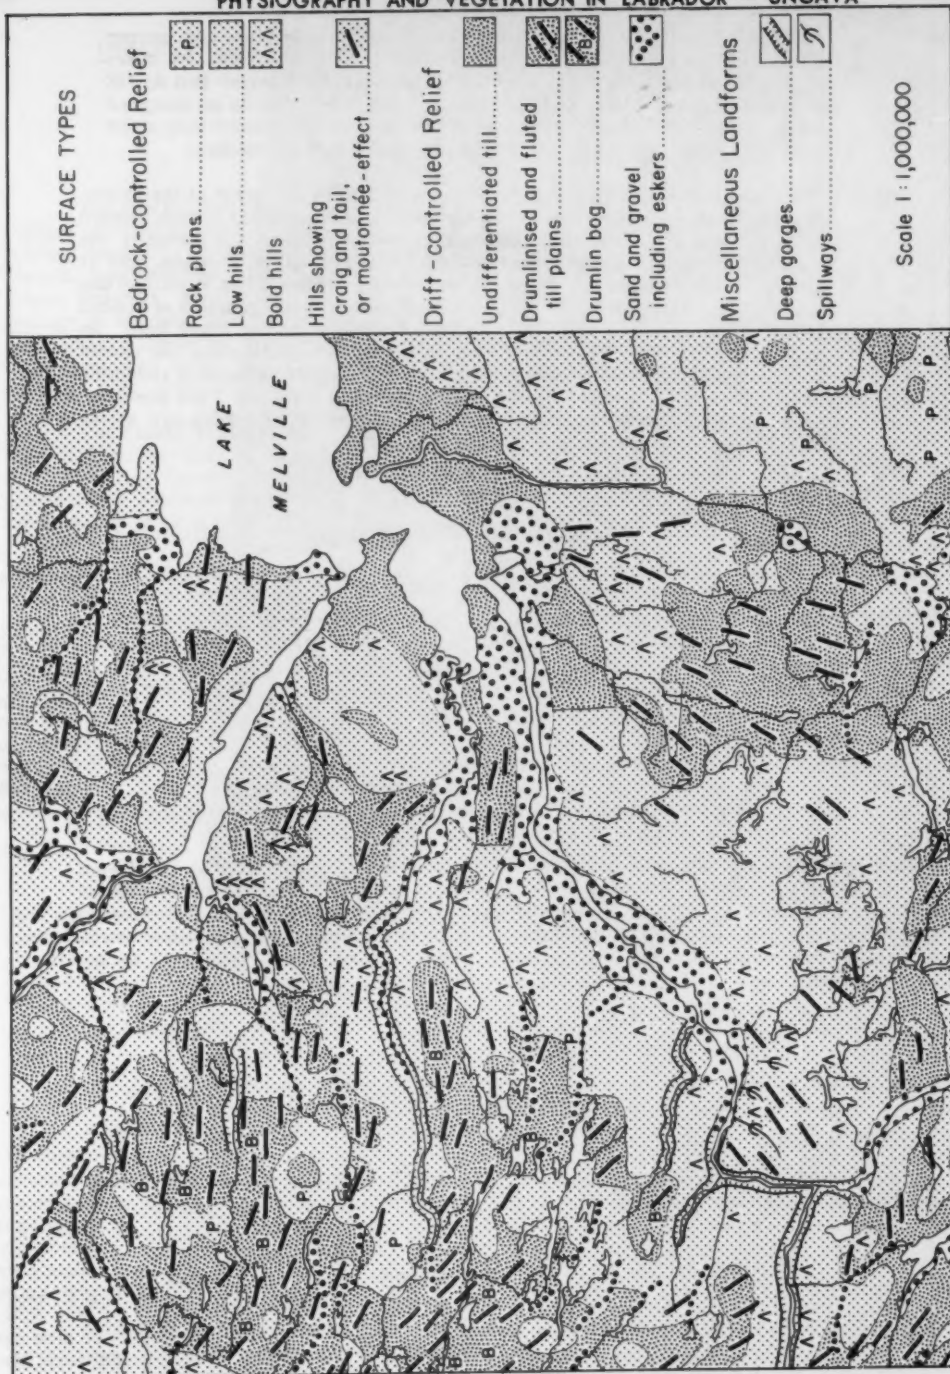 PHYSIOGRAPHY AND VEGETATION IN LABRADOR - UNGAVA
SURFACE TYPES
Bedrock-controlled Relief
Rock plains
P
Low hills
Bold hills
Hills showing
craig and tail,
or moutonnée-effect
Drift-controlled Relief
Undifferentiated till
Drumlinised and fluted
till plains
Drumlin bog
B
Sand and gravel
including eskers
Miscellaneous Landforms
Deep gorges
Spillways
Scale 1:1,000,000
LAKE
MELVILLE
P
P
P
P
P
P
P
P
P
P
P
B
B
B
B
B
B
B
B
B
B
B